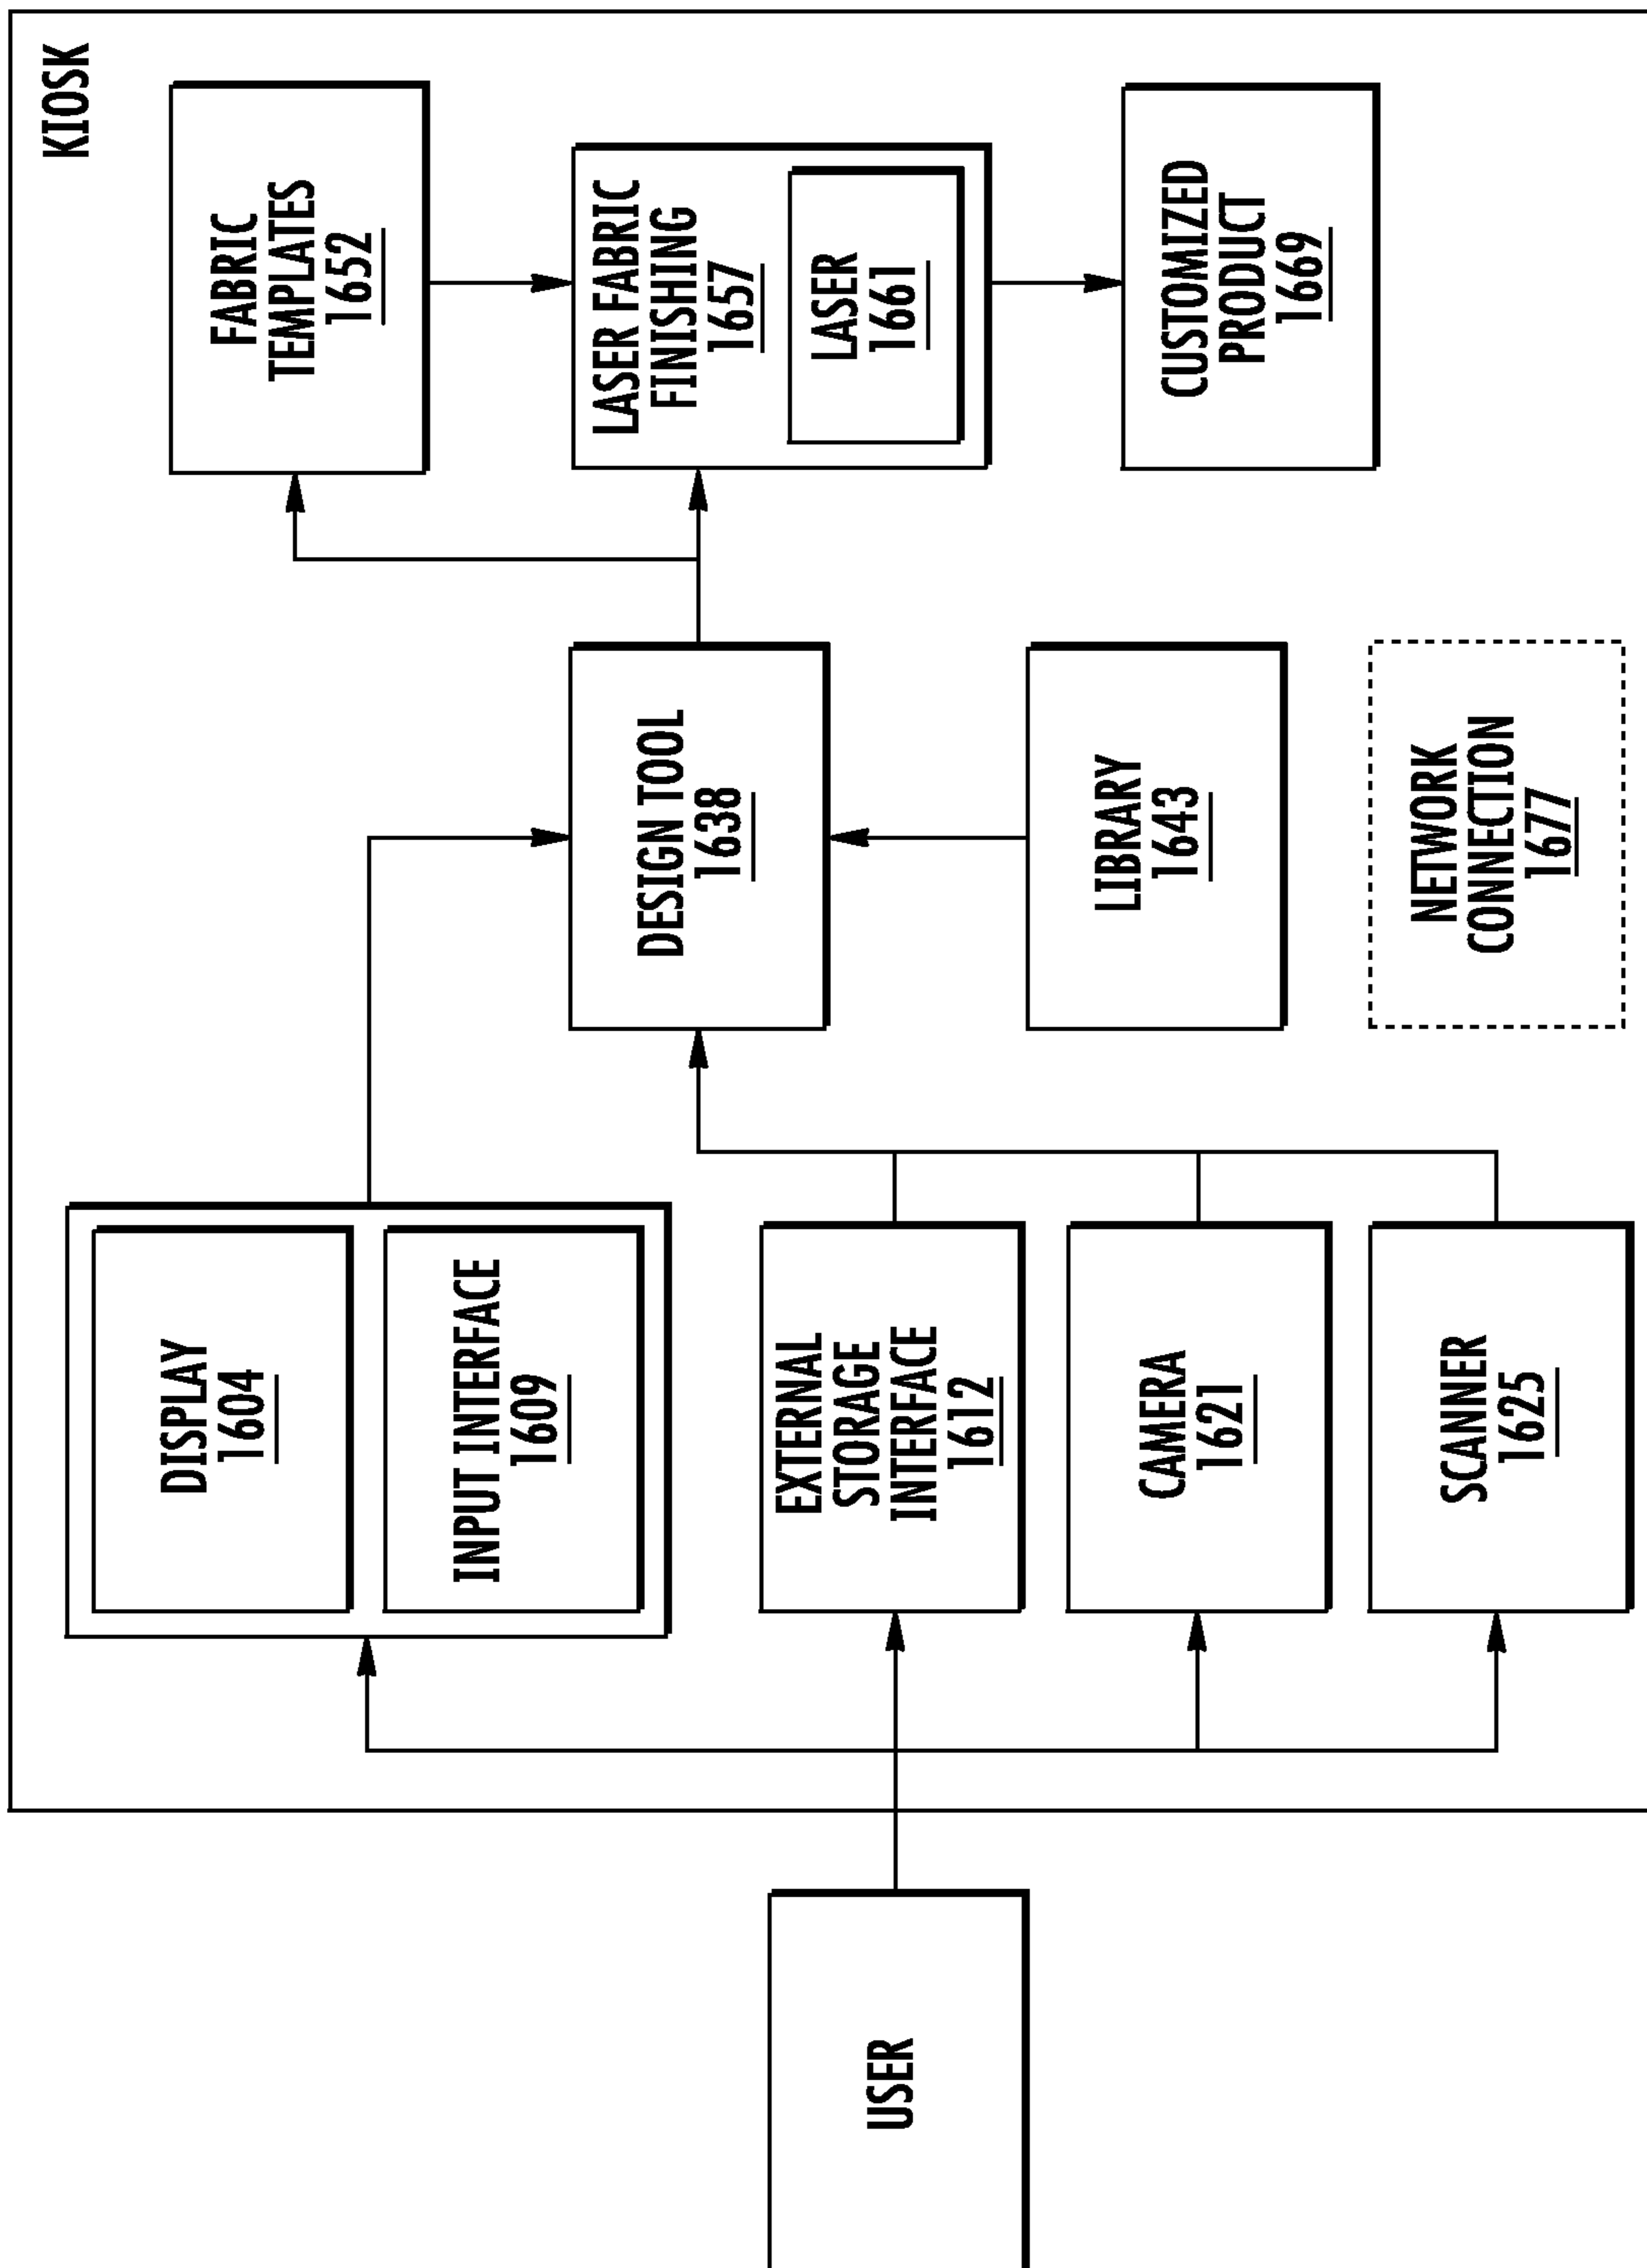 KIOSK
USER
DISPLAY
1604
INPUT INTERFACE
1609
EXTERNAL
STORAGE
INTERFACE
1612
CAMERA
1621
SCANNER
1625
DESIGN TOOL
1638
LIBRARY
1643
NETWORK
CONNECTION
1677
FABRIC
TEMPLATES
1652
LASER FABRIC
FINISHING
1657
LASER
1661
CUSTOMIZED
PRODUCT
1669